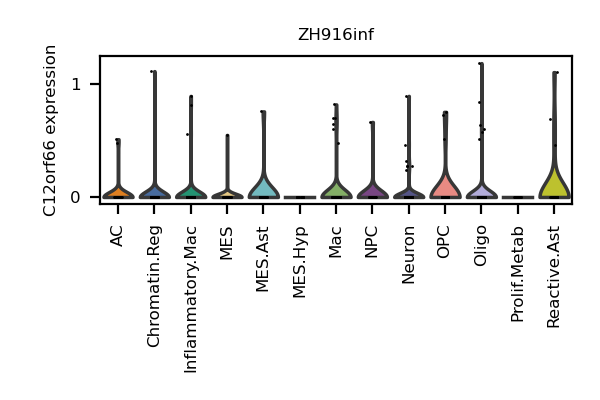 ZH916inf
C12orf66 expression
1
0
AC
Chromatin.Reg
Inflammatory.Mac
MES
MES.Ast
MES.Hyp
Mac
NPC
Neuron
OPC
Oligo
Prolif.Metab
Reactive.Ast